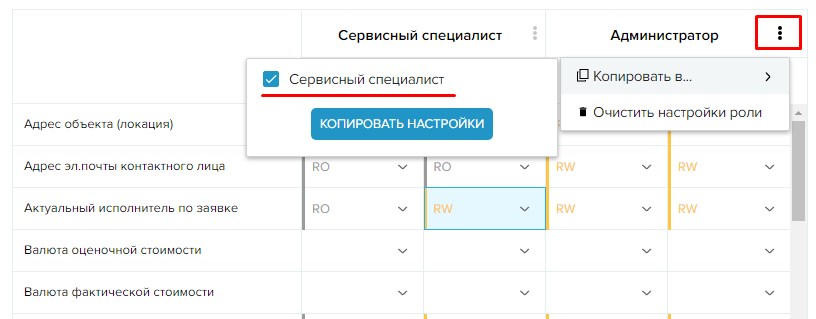 Сервисный специалист
Администратор
Сервисный специалист
КОПИРОВАТЬ НАСТРОЙКИ
Копировать в...
Очистить настройки роли
Адрес объекта (локация)
Адрес эл.почты контактного лица
RO
RO
RW
RW
Актуальный исполнитель по заявке
RO
RW
RW
RW
Валюта оценочной стоимости
Валюта фактической стоимости